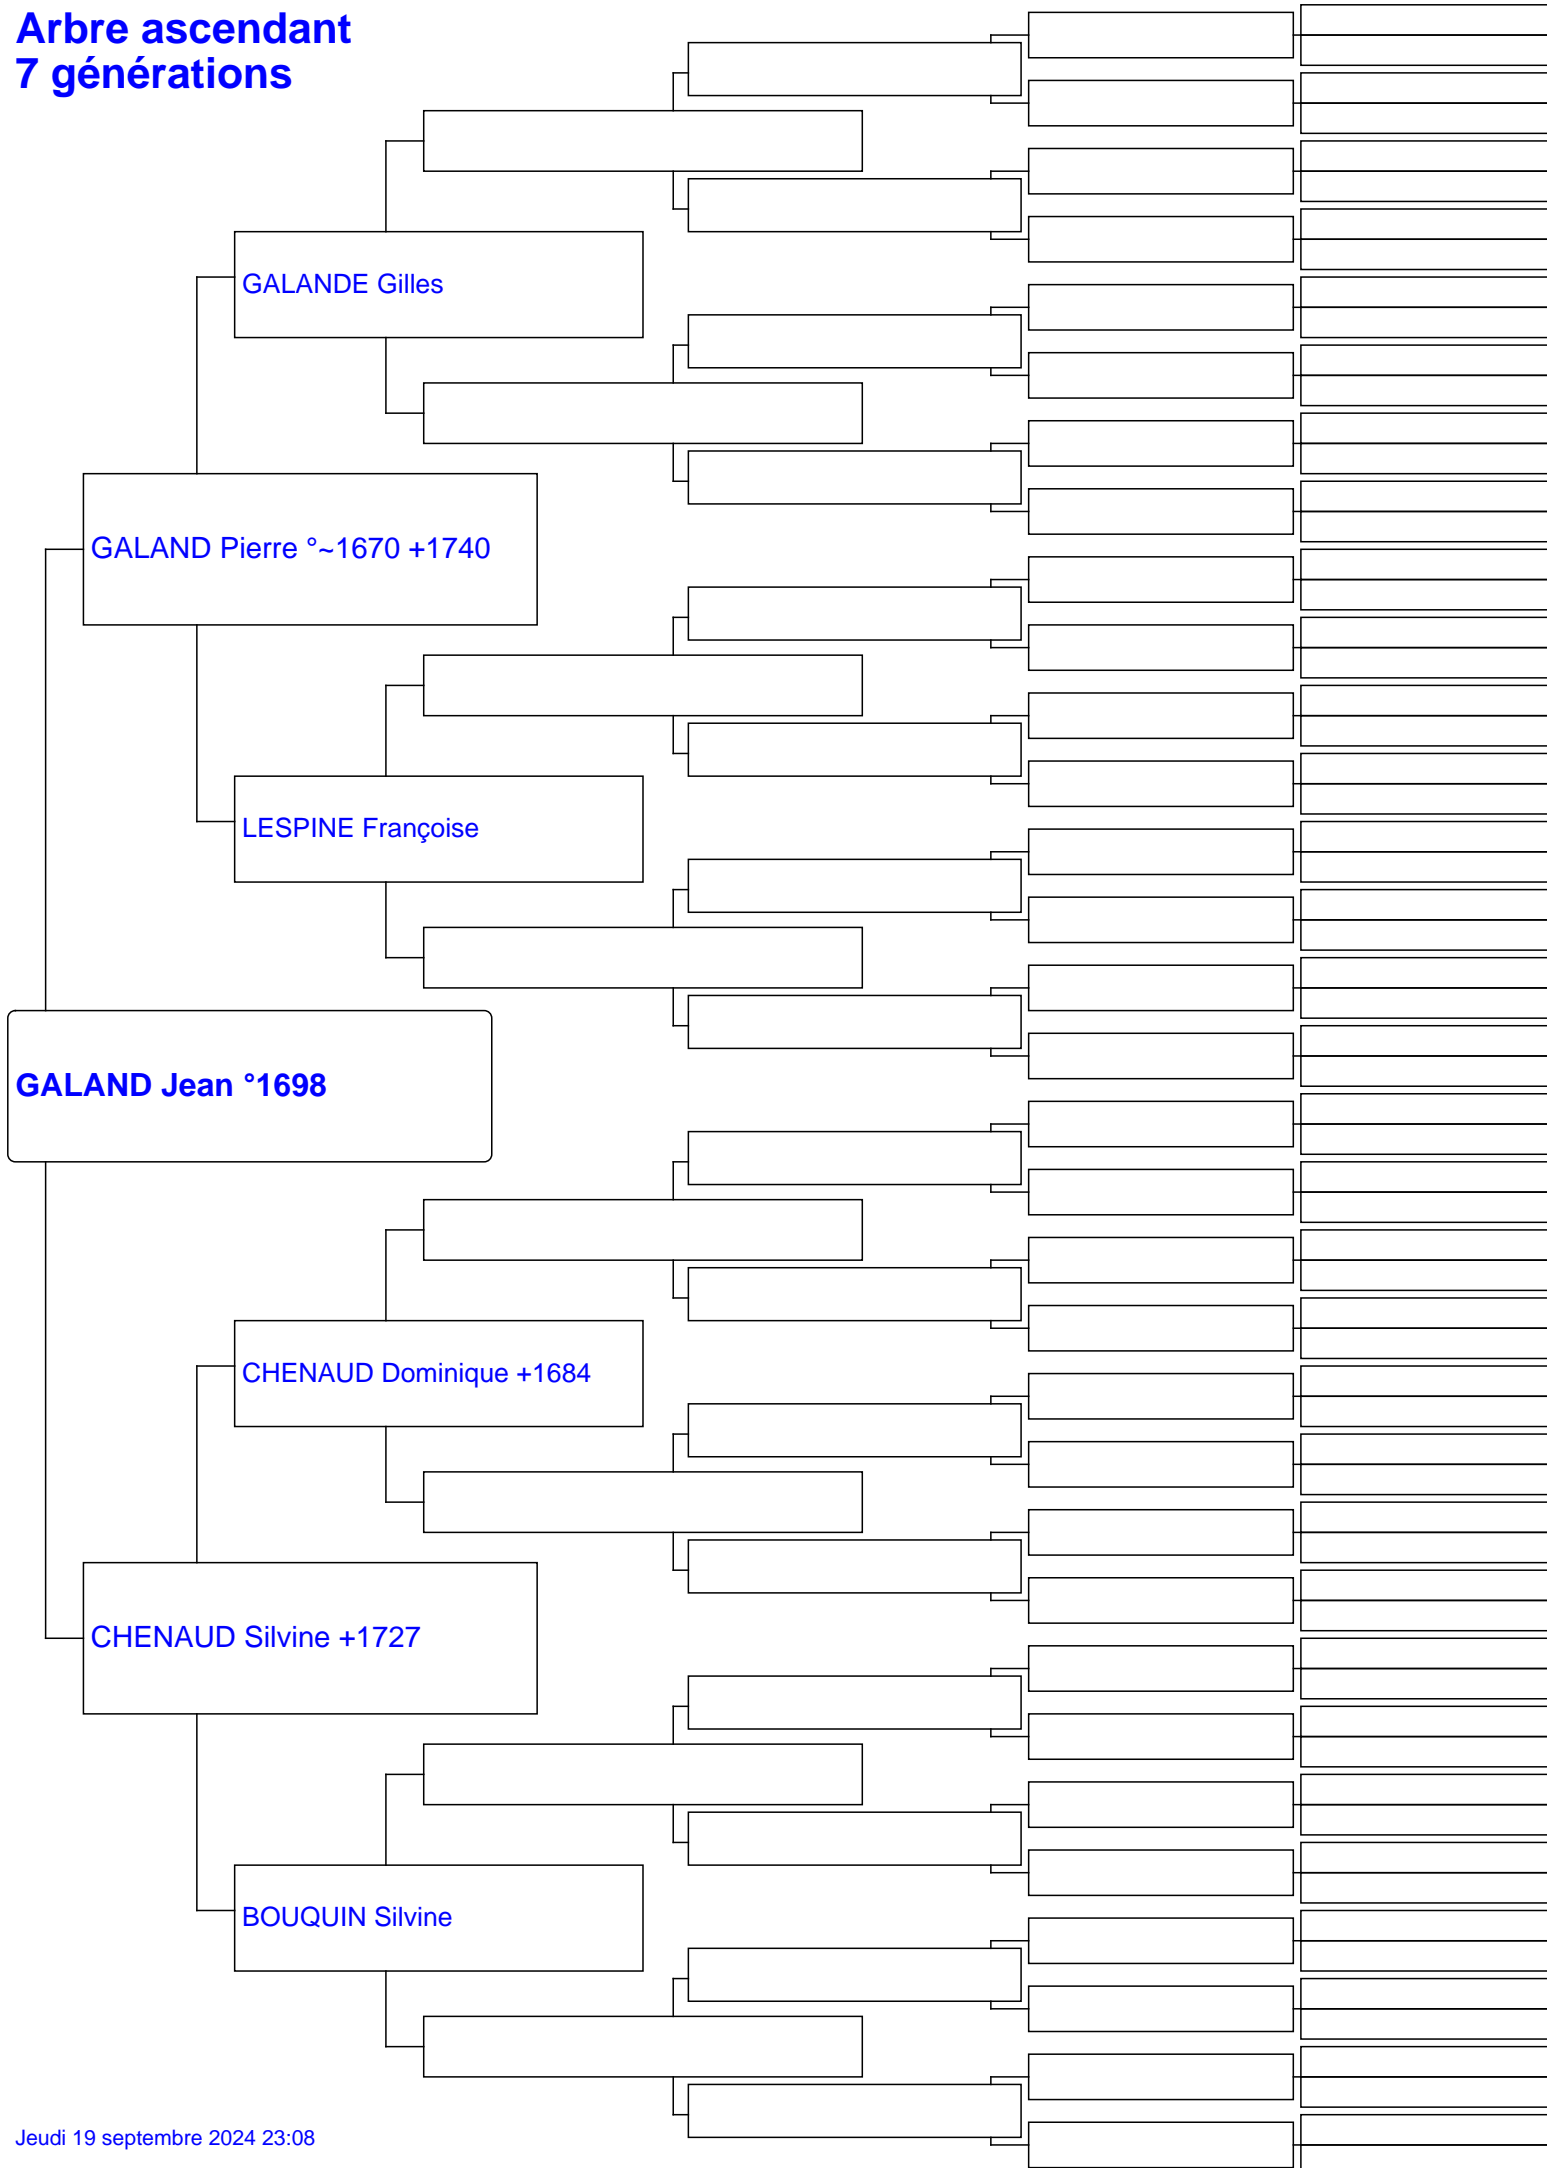 Arbre ascendant
7 générations
GALANDE Gilles
GALAND Pierre °~1670 +1740
LESPINE Françoise
GALAND Jean °1698
CHENAUD Dominique +1684
CHENAUD Silvine +1727
BOUQUIN Silvine
Jeudi 19 septembre 2024 23:08